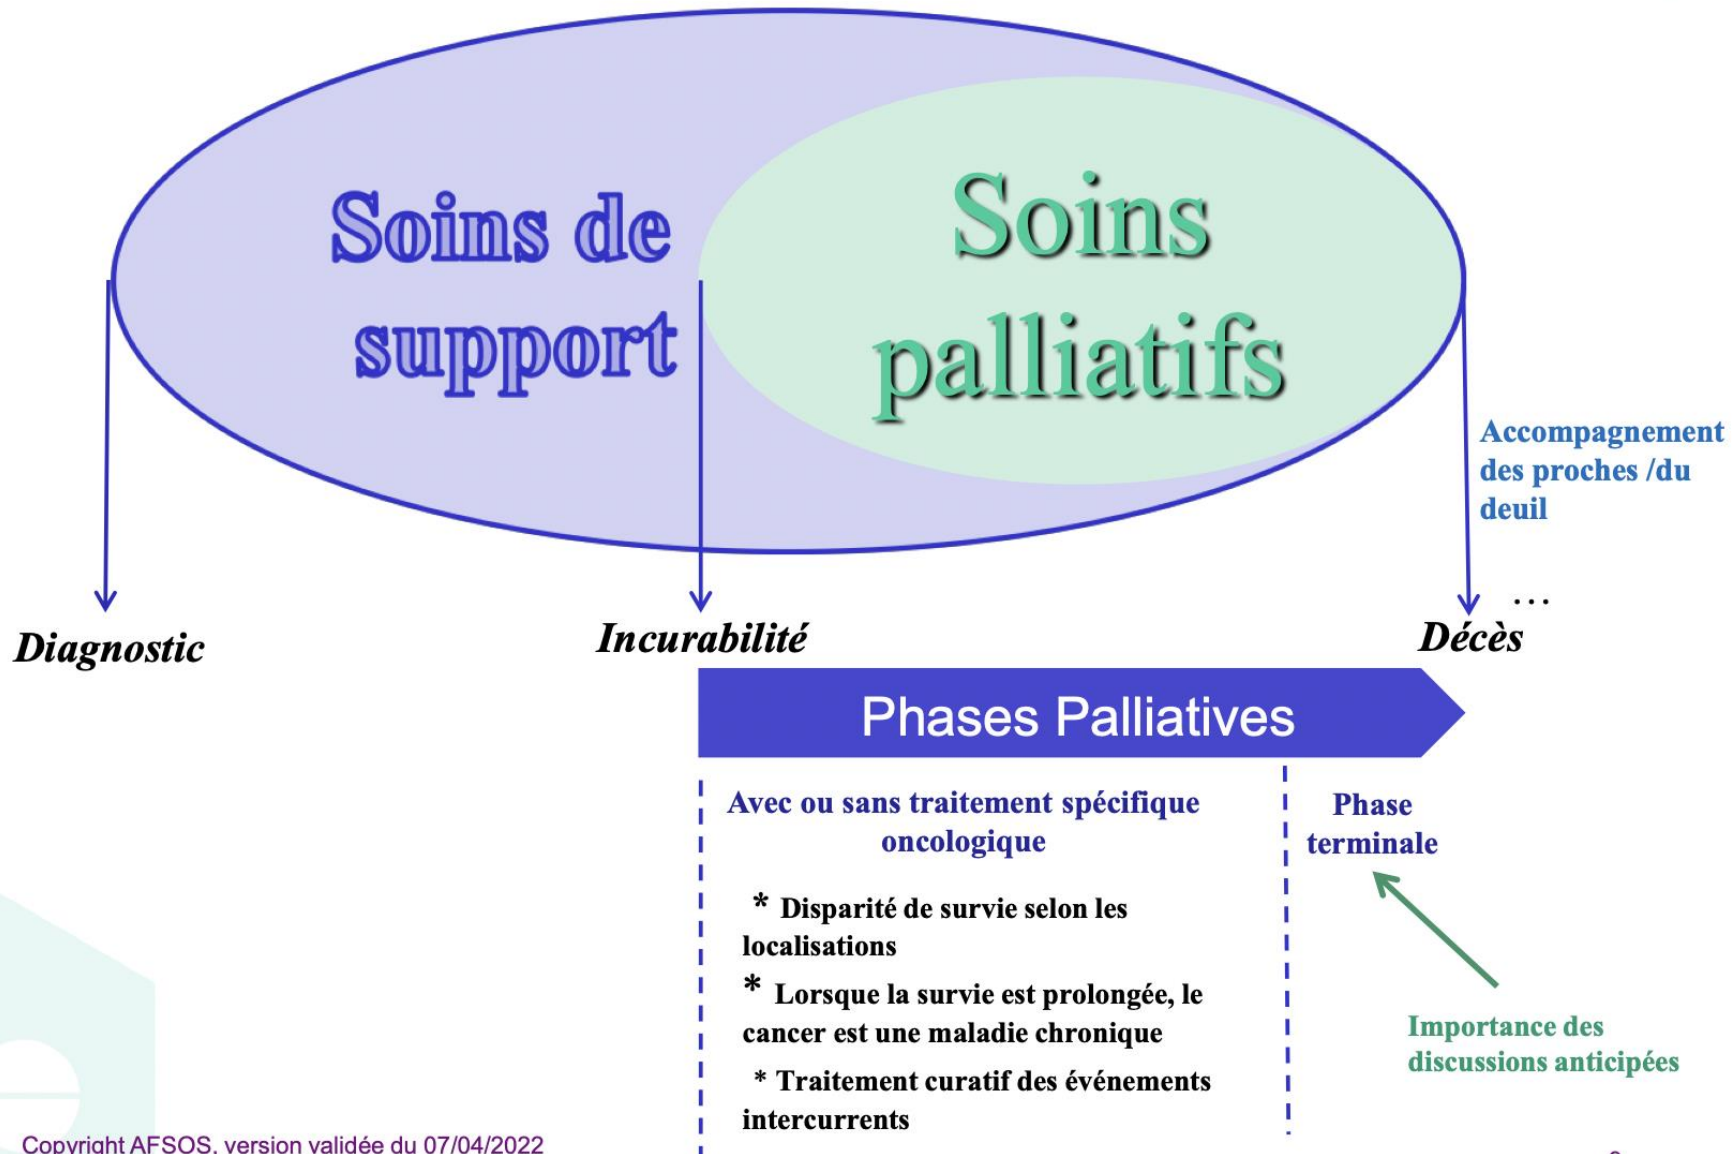 Soins de
support
Soins
palliatifs
Accompagnement
des proches /du
deuil
...
Diagnostic
Incurabilité
Décès
Phases Palliatives
Avec ou sans traitement spécifique
oncologique
Phase
terminale
* Disparité de survie selon les
localisations
* Lorsque la survie est prolongée, le
cancer est une maladie chronique
* Traitement curatif des événements
intercurrents
Importance des
discussions anticipées
Copyright AFSOS, version validée du 07/04/2022